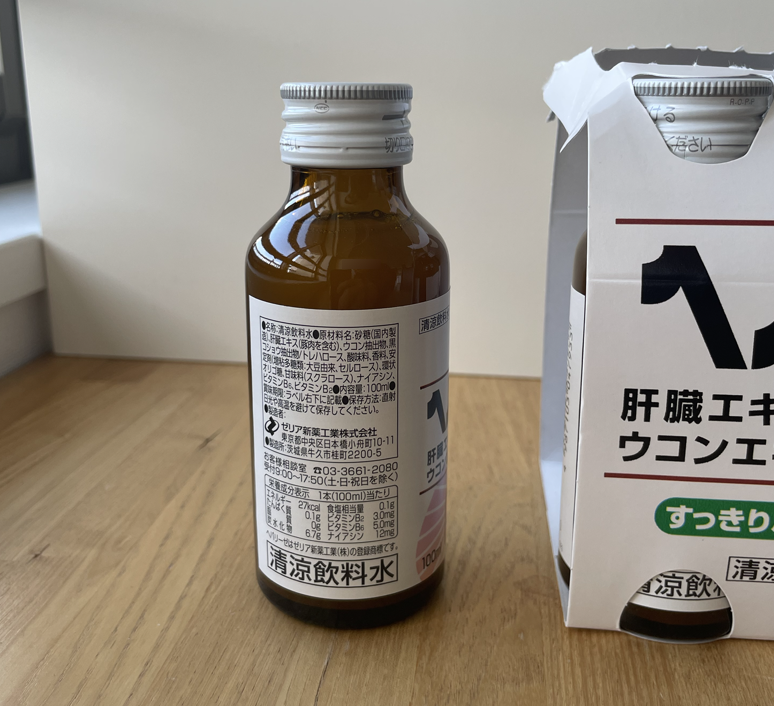 ●名称:清涼飲料水●原材料名:砂糖(国内製
造)、肝臓エキス(豚肉を含む)、ウコン抽出物、黒
コショウ抽出物/トレハロース、酸味料、香料、安
定剤(増粘多糖類:大豆由来、セルロース)、環状
オリゴ糖、甘味料(スクラロース)、ナイアシン、
ビタミンB₆、ビタミンB₂●内容量:100ml●
賞味期限:ラベル右下に記載●保存方法:直射
日光や高温を避けて保存してください。
●製造者:
ゼリア新薬工業株式会社
東京都中央区日本橋小舟町10-11
●製造所:茨城県牛久市桂町2200-5
お客様相談室 ☎03-3661-2080
受付9:00〜17:50(土・日・祝日を除く)
栄養成分表示 1本(100ml)当たり
エネルギー 27kcal 食塩相当量 0.1g
たんぱく質 0.1g ビタミンB₂ 3.0mg
脂質 0g ビタミンB₆ 5.0mg
炭水化物 6.7g ナイアシン 12mg
ヘパリーゼはゼリア新薬工業(株)の登録商標です。
清涼飲料水
清涼飲料
ヘ
肝臓
ウコン
100m
ける
ください
ヘ
肝臓エキ
ウコンエ
すっきり
清涼
清涼飲料